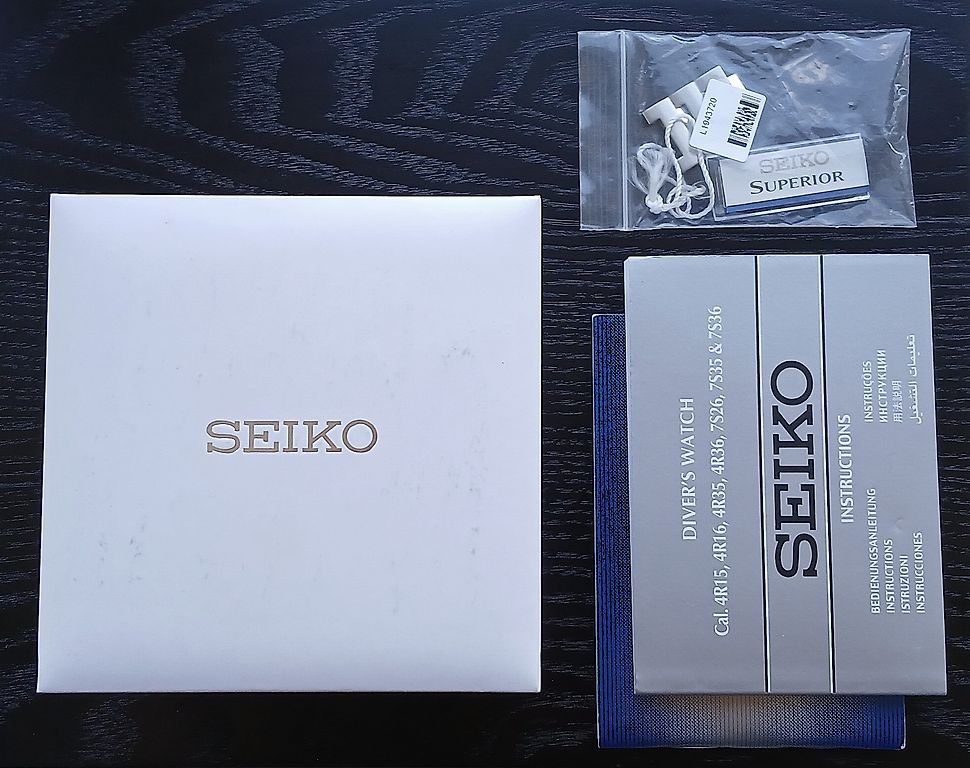 SEIKO
L1943720
SEIKO
SUPERIOR
DIVER'S WATCH
Cal. 4R15, 4R16, 4R35, 4R36, 7S26, 7S35 & 7S36
SEIKO
INSTRUCTIONS
BEDIENUNGSANLEITUNG
INSTRUCTIONS
ISTRUZIONI
INSTRUCCIONES
INSTRUÇÕES
ИНСТРУКЦИИ
用法説明
تعليمات التشغيل